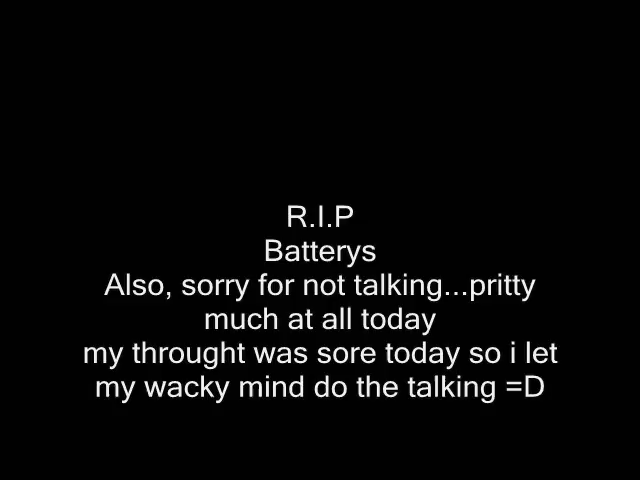 R.I.P
Batterys
Also, sorry for not talking...pritty
much at all today
my throught was sore today so i let
my wacky mind do the talking =D